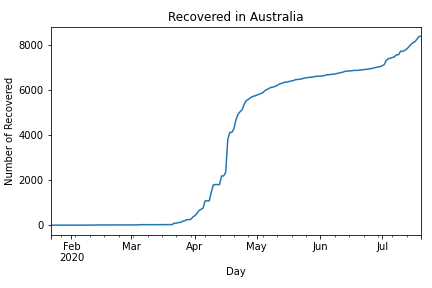 Recovered in Australia
Number of Recovered
8000
6000
4000
2000
0
Feb
2020
Mar
Apr
May
Jun
Jul
Day